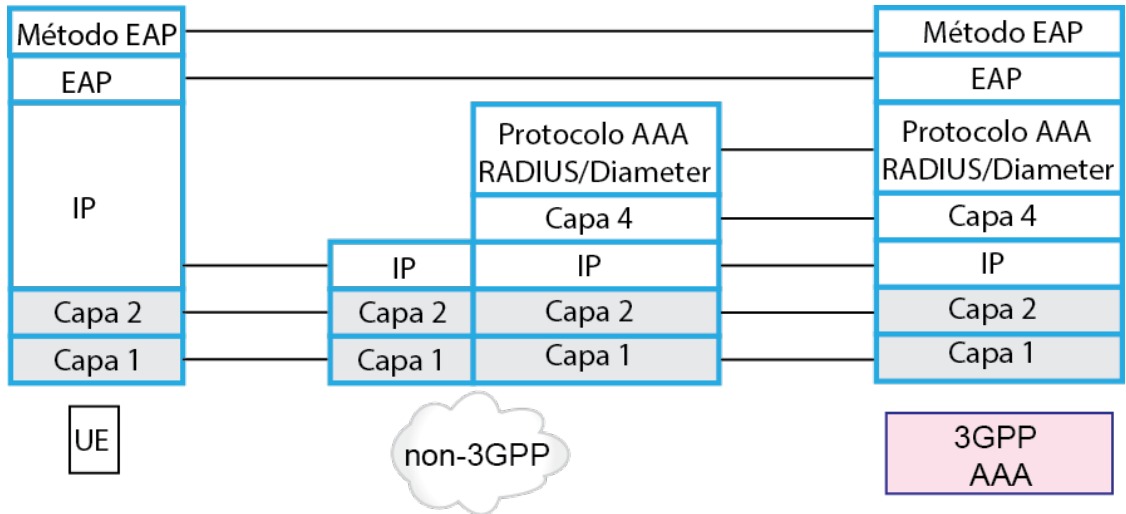 Método EAP
EAP
IP
Capa 2
Capa 1
UE
IP
Capa 2
Capa 1
Protocolo AAA
RADIUS/Diameter
Capa 4
IP
Capa 2
Capa 1
non-3GPP
Método EAP
EAP
Protocolo AAA
RADIUS/Diameter
Capa 4
IP
Capa 2
Capa 1
3GPP
AAA